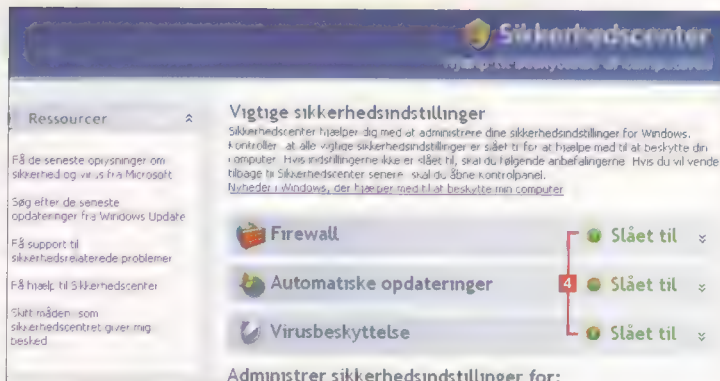 Sikkerhedscenter
Ressourcer
Få de seneste oplysninger om
sikkerhed og virus fra Microsoft
Søg efter de seneste
opdateringer fra Windows Update
Få support til
sikkerhedsrelaterede problemer
Få hjælp til Sikkerhedscenter
Skift måden, som
sikkerhedscentret giver mig
besked
Vigtige sikkerhedsindstillinger
Sikkerhedscenter hjælper dig med at administrere dine sikkerhedsindstillinger for Windows.
Kontroller, at alle vigtige sikkerhedsindstillinger er slået til for at hjælpe med til at beskytte din
computer. Hvis indstillingerne ikke er slået til, skal du følgende anbefalingerne. Hvis du vil vende
tilbage til Sikkerhedscenter senere, skal du åbne kontrolpanel.
Nyheder i Windows, der hjælper med til at beskytte min computer
Firewall
Slået til
Automatiske opdateringer
4
Slået til
Virusbeskyttelse
Slået til
Administrer sikkerhedsindstillinger for: